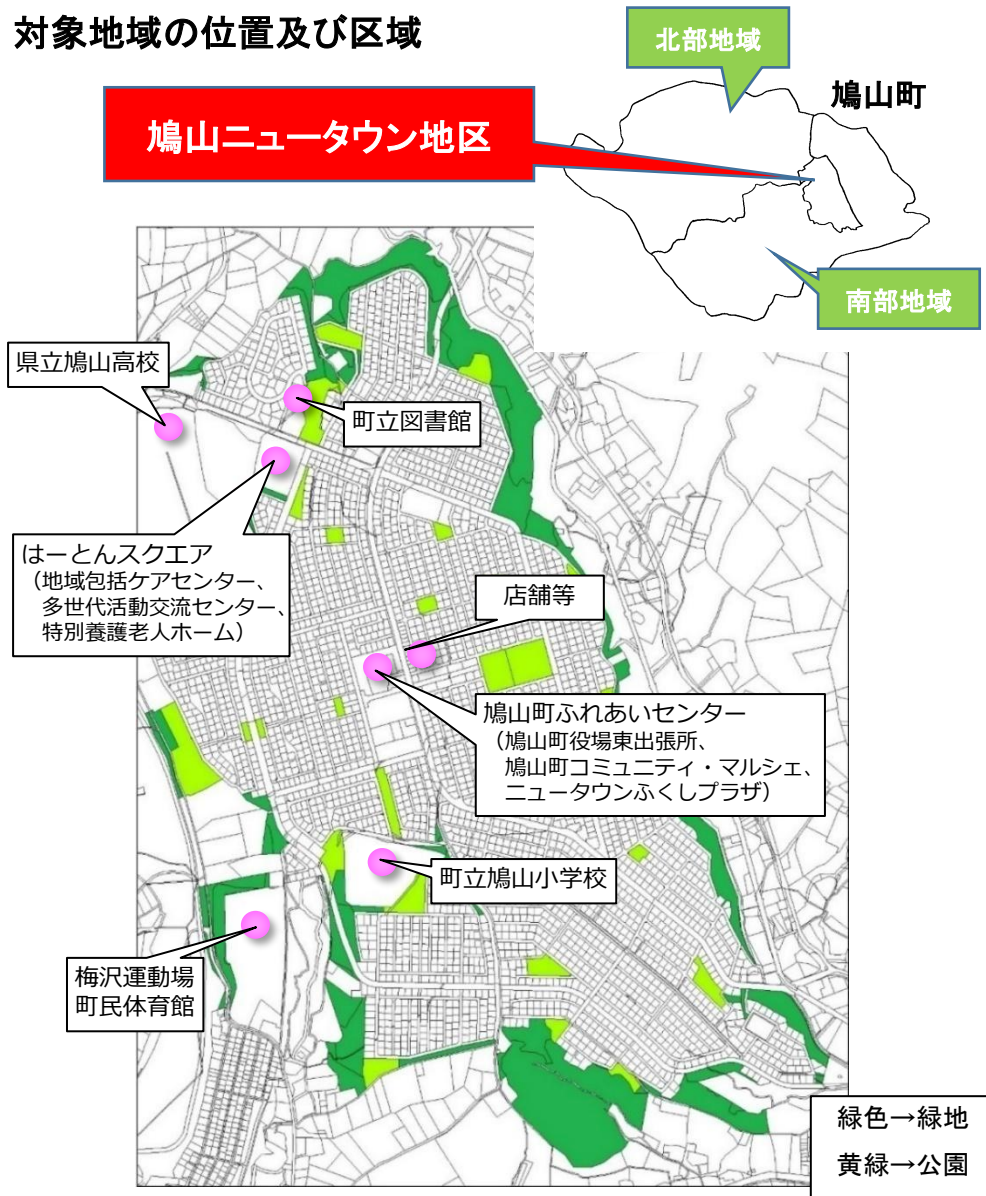 対象地域の位置及び区域
北部地域
鳩山町
鳩山ニュータウン地区
南部地域
県立鳩山高校
町立図書館
はーとんスクエア
（地域包括ケアセンター、
多世代活動交流センター、
特別養護老人ホーム）
店舗等
鳩山町ふれあいセンター
（鳩山町役場東出張所、
鳩山町コミュニティ・マルシェ、
ニュータウンふくしプラザ）
町立鳩山小学校
梅沢運動場
町民体育館
緑色→緑地
黄緑→公園